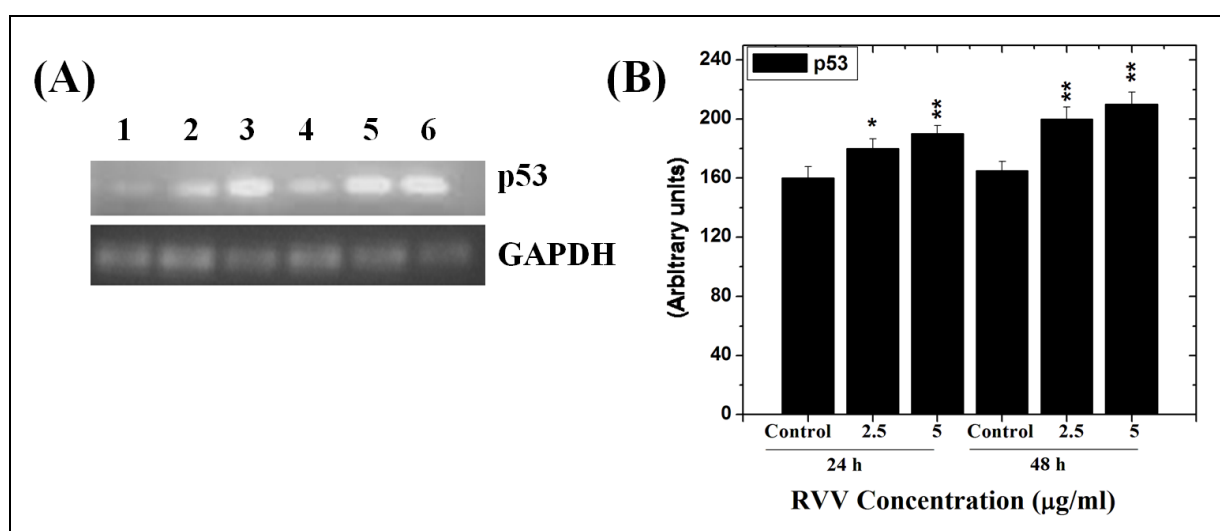 (A)
1 2 3 4 5 6
p53
GAPDH
(B)
p53
240
200
160
120
80
40
0
(Arbitrary units)
* ** ** **
Control 2.5 5 Control 2.5 5
24 h 48 h
RVV Concentration (μg/ml)